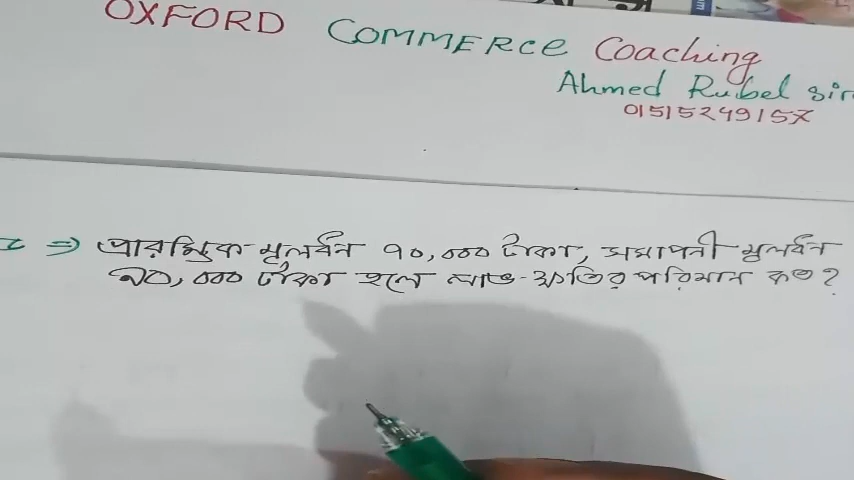 OXFORD COMMERCE Coaching
Ahmed Rubel sir
01515249157
I ⇒ প্রারম্ভিক মূলধন ৭০,০০০ টাকা, সমাপনী মূলধন
৯০,০০০ টাকা হলে লাভ-ক্ষতির পরিমান কত?